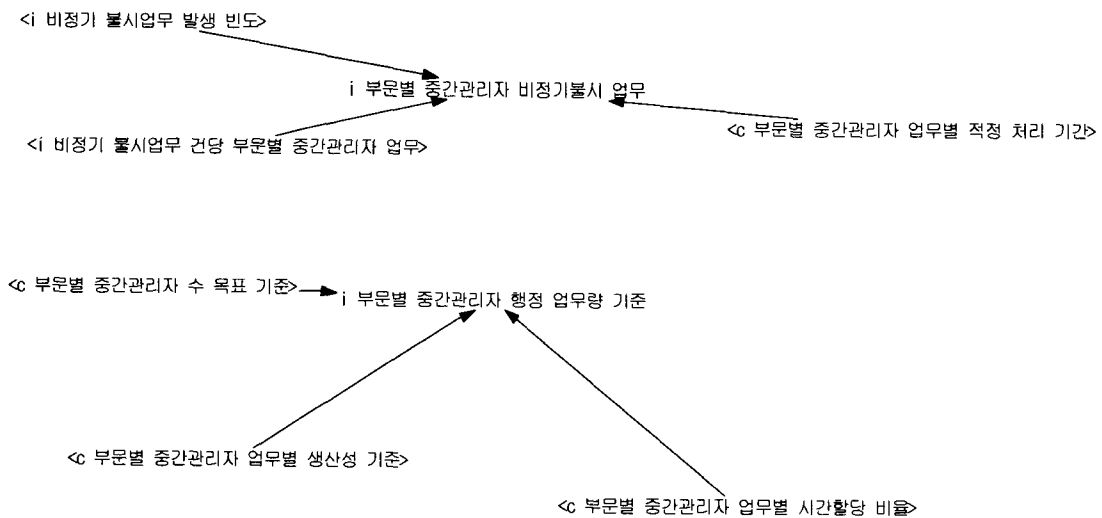 <i 비정기 불시업무 발생 빈도>
i 부문별 중간관리자 비정기불시 업무
<c 부문별 중간관리자 업무별 적정 처리 기간>
<i 비정기 불시업무 건당 부문별 중간관리자 업무>
<c 부문별 중간관리자 수 목표 기준>
i 부문별 중간관리자 행정 업무량 기준
<c 부문별 중간관리자 업무별 생산성 기준>
<c 부문별 중간관리자 업무별 시간할당 비율>